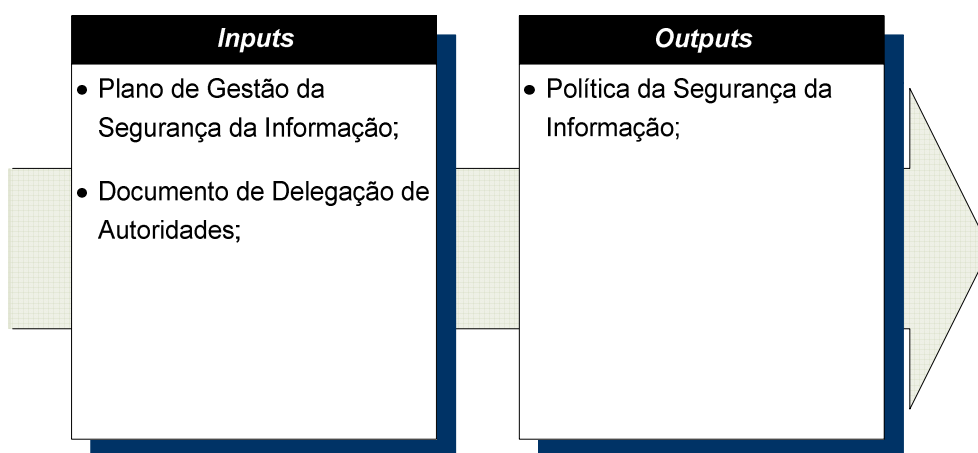 Inputs
• Plano de Gestão da
Segurança da Informação;
• Documento de Delegação de
Autoridades;
Outputs
• Política da Segurança da
Informação;